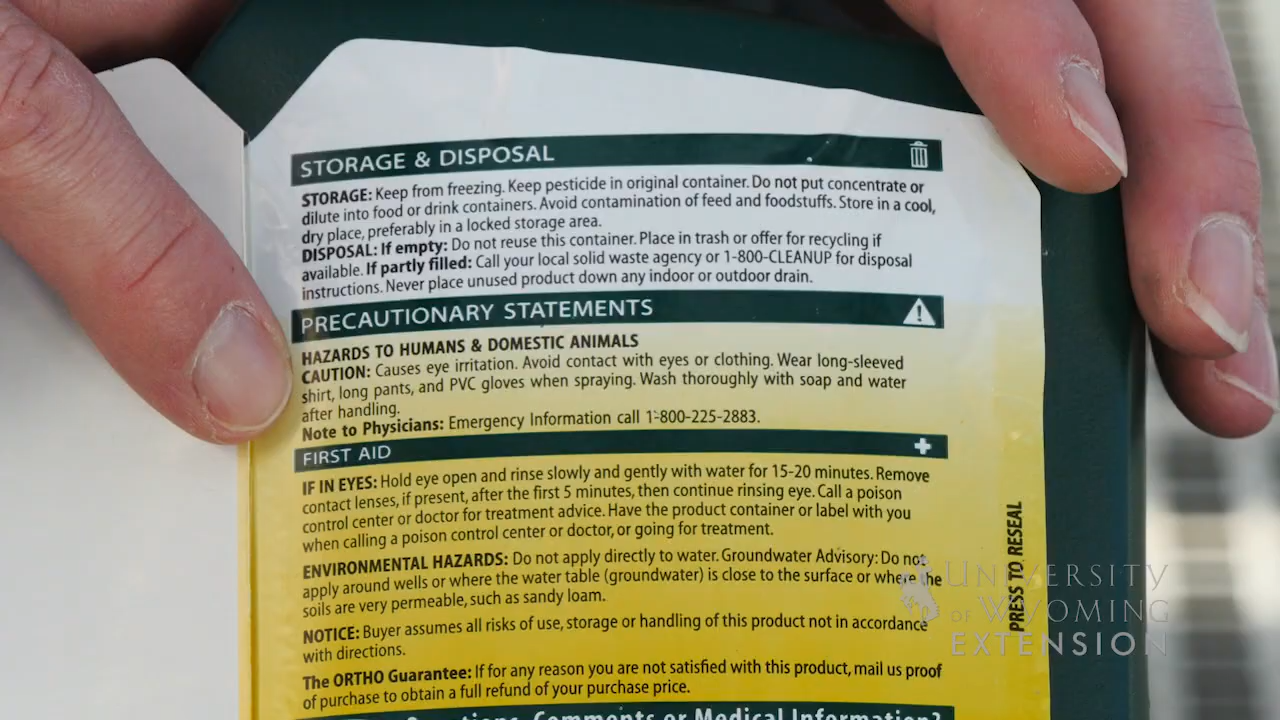 STORAGE & DISPOSAL
STORAGE: Keep from freezing. Keep pesticide in original container. Do not put concentrate or
dilute into food or drink containers. Avoid contamination of feed and foodstuffs. Store in a cool,
dry place, preferably in a locked storage area.
DISPOSAL: If empty: Do not reuse this container. Place in trash or offer for recycling if
available. If partly filled: Call your local solid waste agency or 1-800-CLEANUP for disposal
instructions. Never place unused product down any indoor or outdoor drain.
PRECAUTIONARY STATEMENTS
HAZARDS TO HUMANS & DOMESTIC ANIMALS
CAUTION: Causes eye irritation. Avoid contact with eyes or clothing. Wear long-sleeved
shirt, long pants, and PVC gloves when spraying. Wash thoroughly with soap and water
after handling.
Note to Physicians: Emergency Information call 1-800-225-2883.
FIRST AID
IF IN EYES: Hold eye open and rinse slowly and gently with water for 15-20 minutes. Remove
contact lenses, if present, after the first 5 minutes, then continue rinsing eye. Call a poison
control center or doctor for treatment advice. Have the product container or label with you
when calling a poison control center or doctor, or going for treatment.
ENVIRONMENTAL HAZARDS: Do not apply directly to water. Groundwater Advisory: Do not
apply around wells or where the water table (groundwater) is close to the surface or where the
soils are very permeable, such as sandy loam.
NOTICE: Buyer assumes all risks of use, storage or handling of this product not in accordance
with directions.
The ORTHO Guarantee: If for any reason you are not satisfied with this product, mail us proof
of purchase to obtain a full refund of your purchase price.
Questions, Comments or Medical Information?
PRESS TO RESEAL
UNIVERSITY
OF WYOMING
EXTENSION